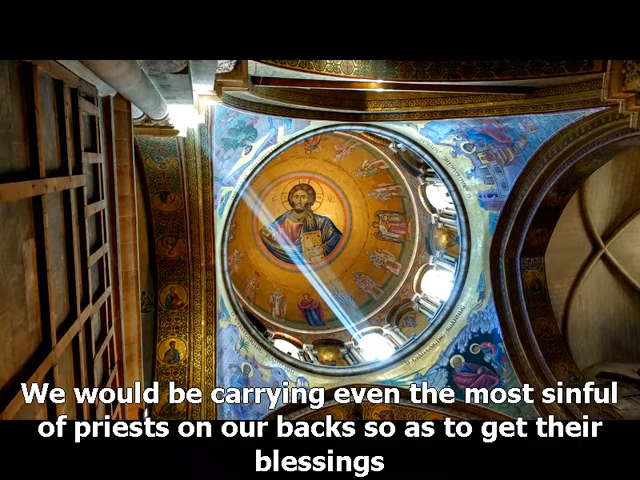 We would be carrying even the most sinful
of priests on our backs so as to get their
blessings